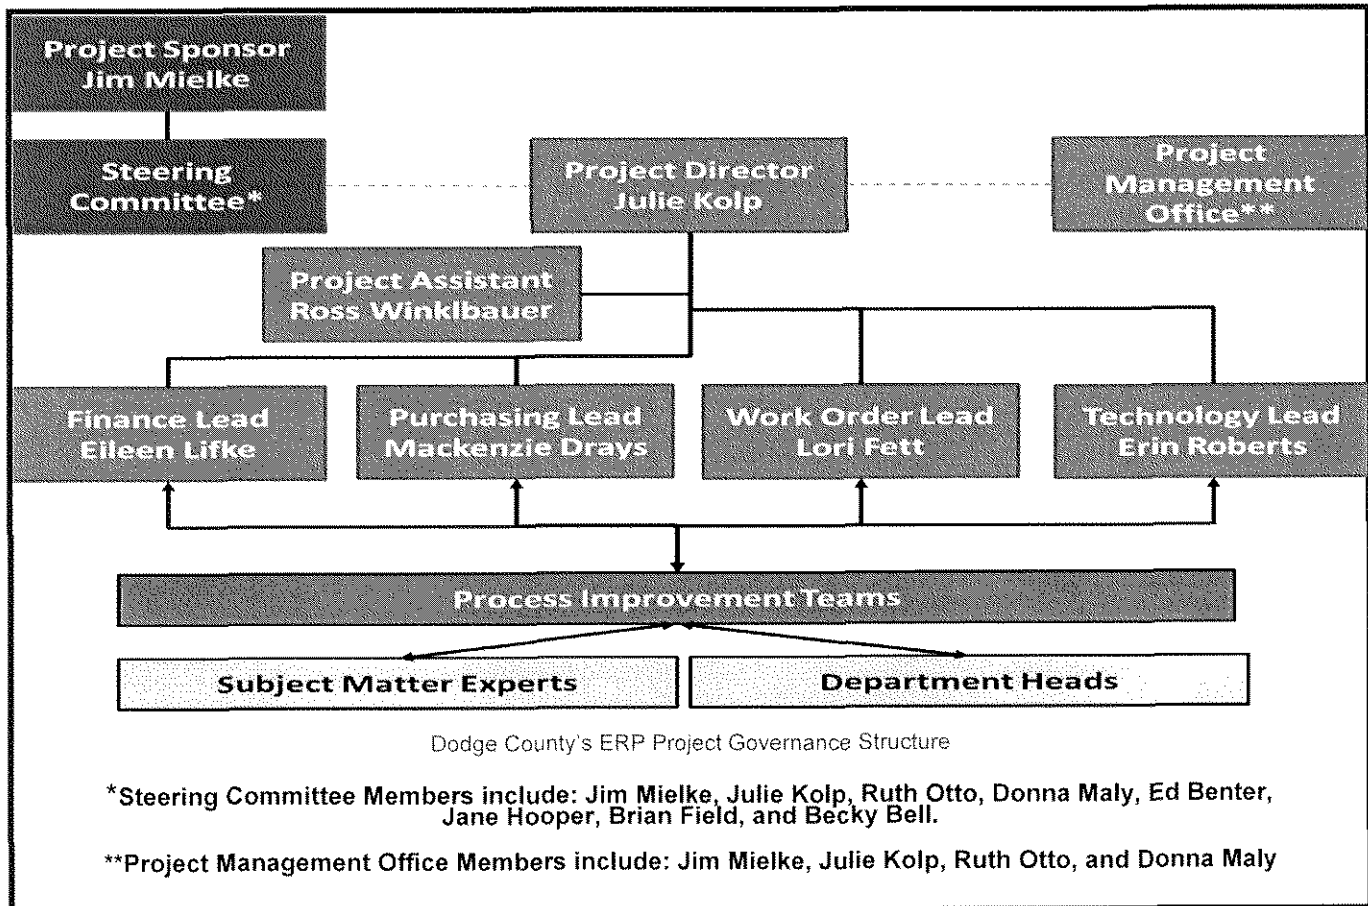 Project Sponsor
Jim Mielke
Steering
Committee*
Project Director
Julie Kolp
Project
Management
Office**
Project Assistant
Ross Winklbauer
Finance Lead
Eileen Lifke
Purchasing Lead
Mackenzie Drays
Work Order Lead
Lori Fett
Technology Lead
Erin Roberts
Process Improvement Teams
Subject Matter Experts
Department Heads
Dodge County's ERP Project Governance Structure
*Steering Committee Members include: Jim Mielke, Julie Kolp, Ruth Otto, Donna Maly, Ed Benter,
Jane Hooper, Brian Field, and Becky Bell.
**Project Management Office Members include: Jim Mielke, Julie Kolp, Ruth Otto, and Donna Maly